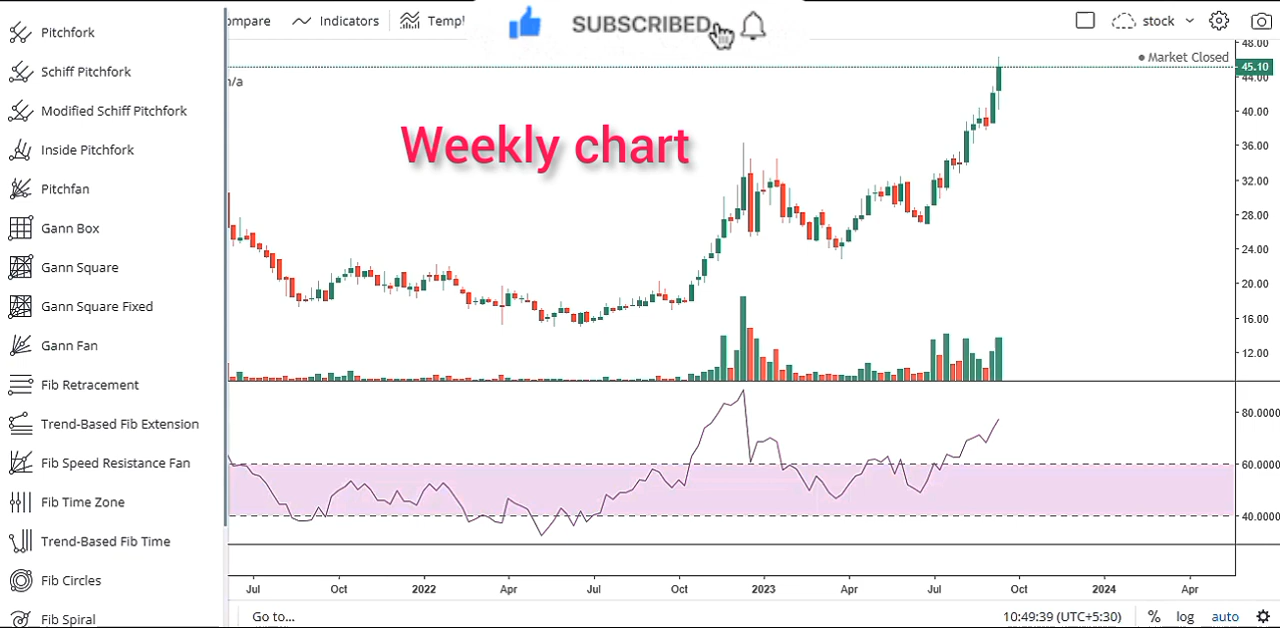 Pitchfork
Schiff Pitchfork
Modified Schiff Pitchfork
Inside Pitchfork
Pitchfan
Gann Box
Gann Square
Gann Square Fixed
Gann Fan
Fib Retracement
Trend-Based Fib Extension
Fib Speed Resistance Fan
Fib Time Zone
Trend-Based Fib Time
Fib Circles
Fib Spiral
ompare Indicators Templ SUBSCRIBED stock
n/a
Market Closed
Weekly chart
48.00
45.10
44.00
40.00
36.00
32.00
28.00
24.00
20.00
16.00
12.00
80.0000
60.0000
40.0000
Jul Oct 2022 Apr Jul Oct 2023 Apr Jul Oct 2024 Apr
Go to... 10:49:39 (UTC+5:30) % log auto